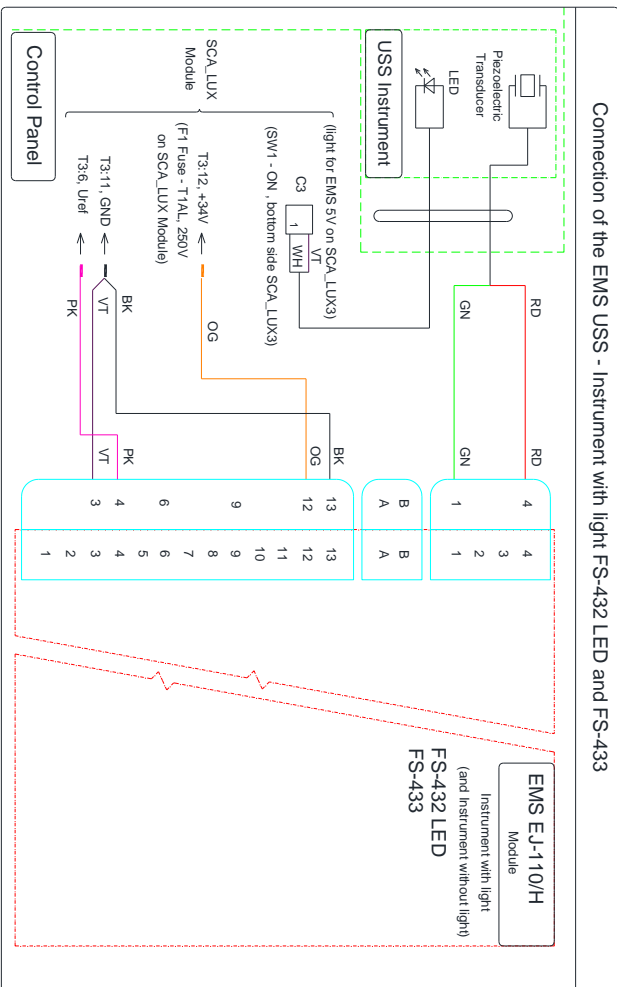 Connection of the EMS USS - Instrument with light FS-432 LED and FS-433
Piezoelectric
Transducer
LED
USS Instrument
RD
GN
RD
GN
(light for EMS 5V on SCA_LUX3)
(SW1 - ON , bottom side SCA_LUX3)
C3
1
VT
WH
SCA_LUX
Module
T3:12, +34V
(F1 Fuse - T1AL, 250V
on SCA_LUX Module)
T3:11, GND
T3:6, Uref
Control Panel
OG
BK
VT
PK
BK
OG
PK
VT
4
1
B
A
13
12
9
6
4
3
4
3
2
1
B
A
13
12
11
10
9
8
7
6
5
4
3
2
1
EMS EJ-110/H
Module
Instrument with light
(and Instrument without light)
FS-432 LED
FS-433